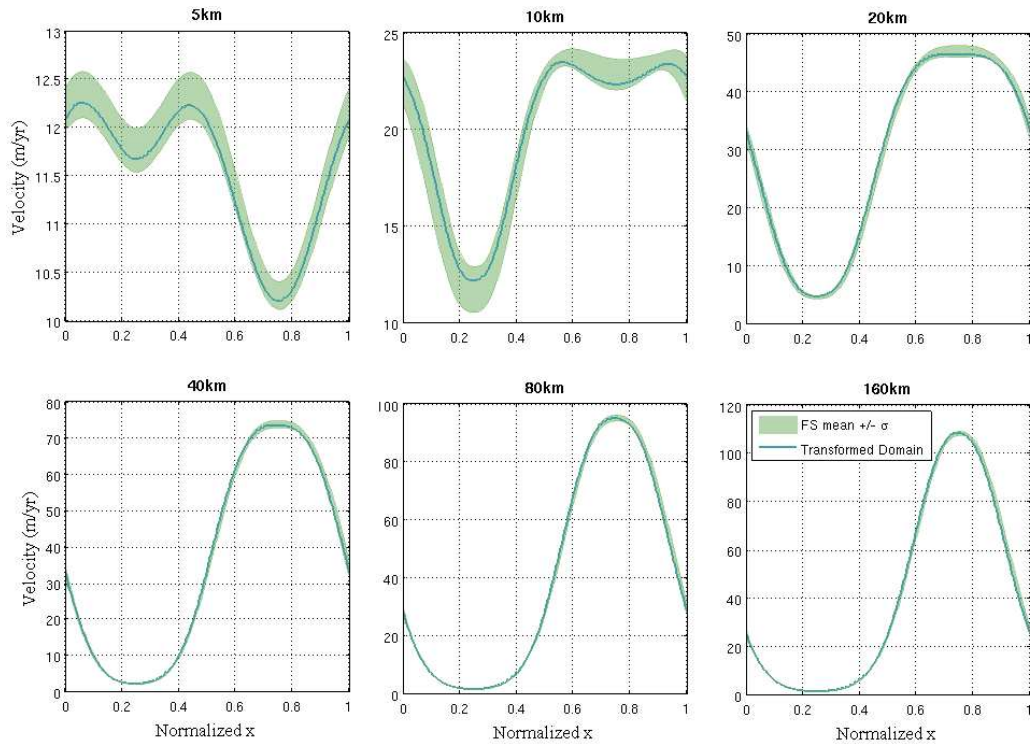 5km
13
12.5
12
11.5
11
10.5
10
Velocity (m/yr)
0 0.2 0.4 0.6 0.8 1
10km
25
20
15
10
0 0.2 0.4 0.6 0.8 1
20km
50
40
30
20
10
0
0 0.2 0.4 0.6 0.8 1
40km
80
70
60
50
40
30
20
10
0
Velocity (m/yr)
0 0.2 0.4 0.6 0.8 1
Normalized x
80km
100
80
60
40
20
0
0 0.2 0.4 0.6 0.8 1
Normalized x
160km
120
100
80
60
40
20
0
FS mean +/- σ
Transformed Domain
0 0.2 0.4 0.6 0.8 1
Normalized x